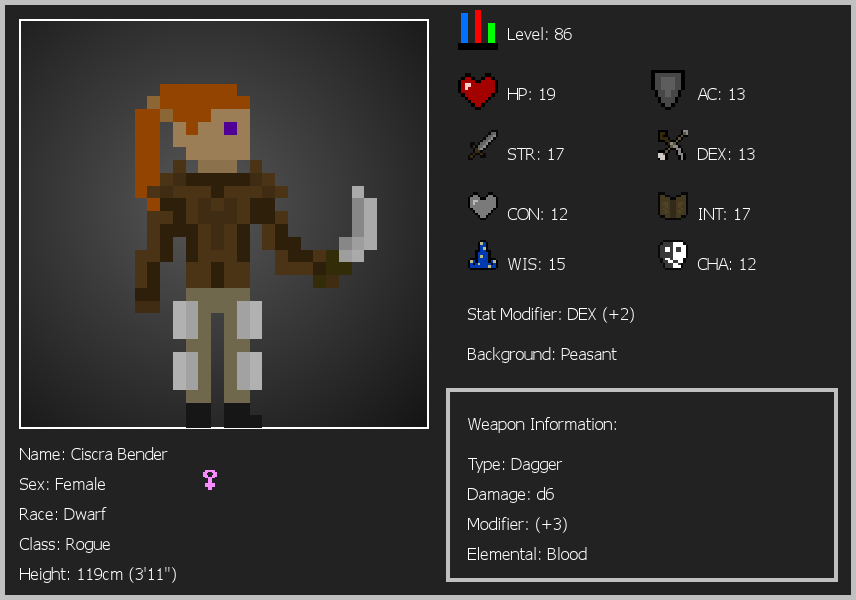 Level: 86
HP: 19
AC: 13
STR: 17
DEX: 13
CON: 12
INT: 17
WIS: 15
CHA: 12
Stat Modifier: DEX (+2)
Background: Peasant
Weapon Information:
Type: Dagger
Damage: d6
Modifier: (+3)
Elemental: Blood
Name: Ciscra Bender
Sex: Female
Race: Dwarf
Class: Rogue
Height: 119cm (3'11")